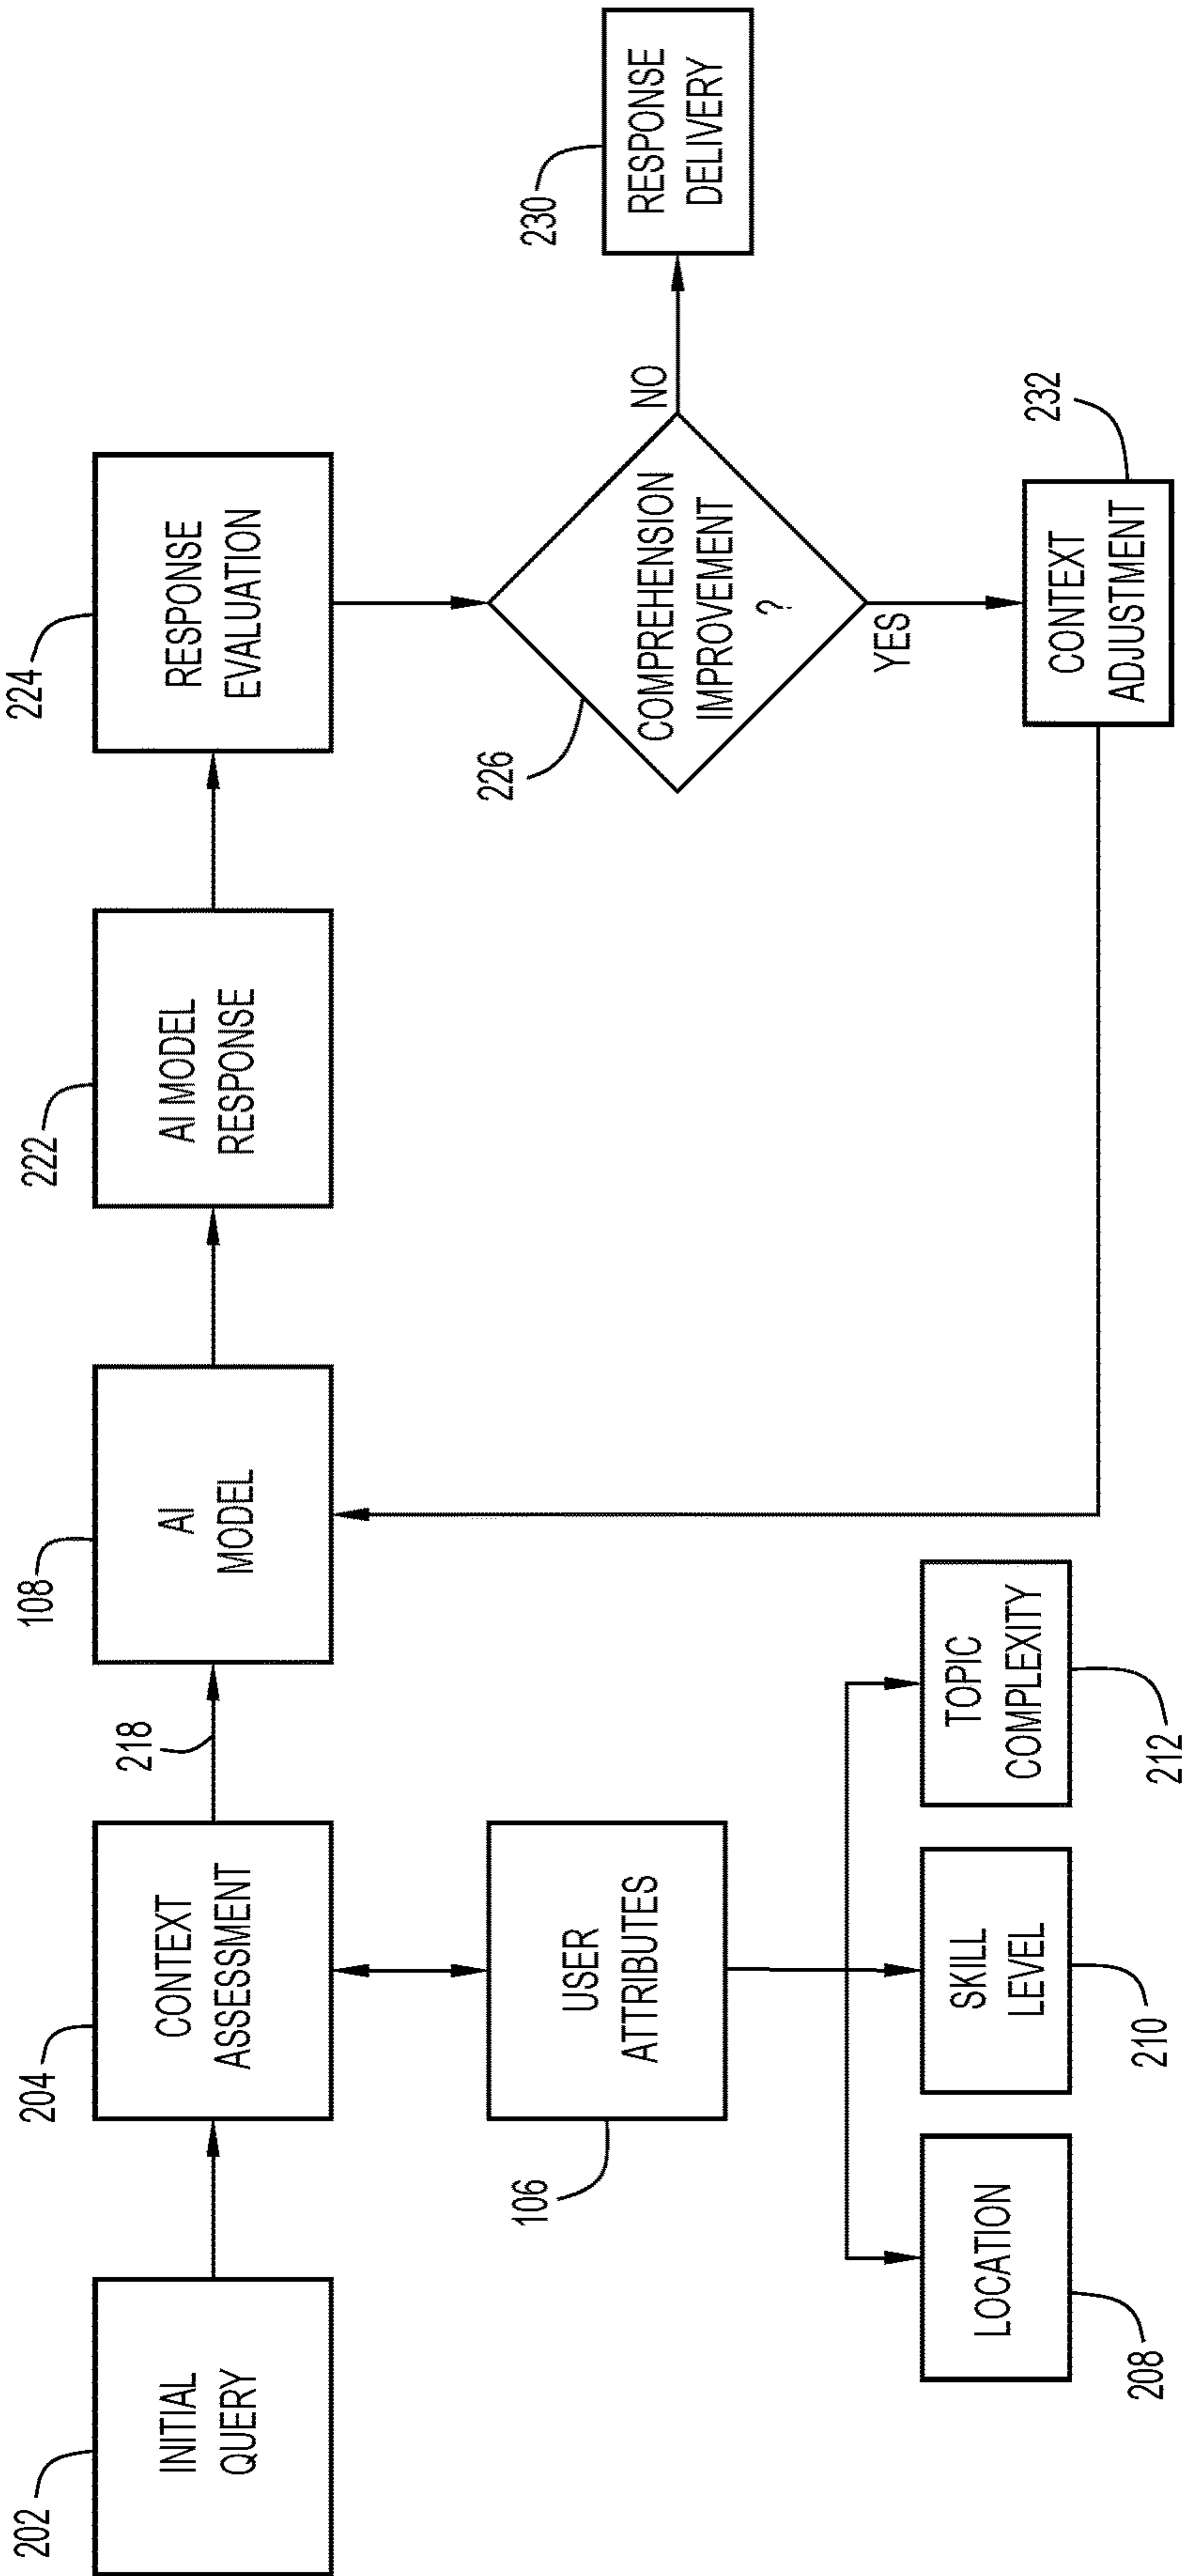 202
INITIAL
QUERY
204
CONTEXT
ASSESSMENT
218
108
AI
MODEL
222
AI MODEL
RESPONSE
224
RESPONSE
EVALUATION
106
USER
ATTRIBUTES
226
COMPREHENSION
IMPROVEMENT
?
NO
YES
230
RESPONSE
DELIVERY
LOCATION
208
SKILL
LEVEL
210
TOPIC
COMPLEXITY
212
CONTEXT
ADJUSTMENT
232